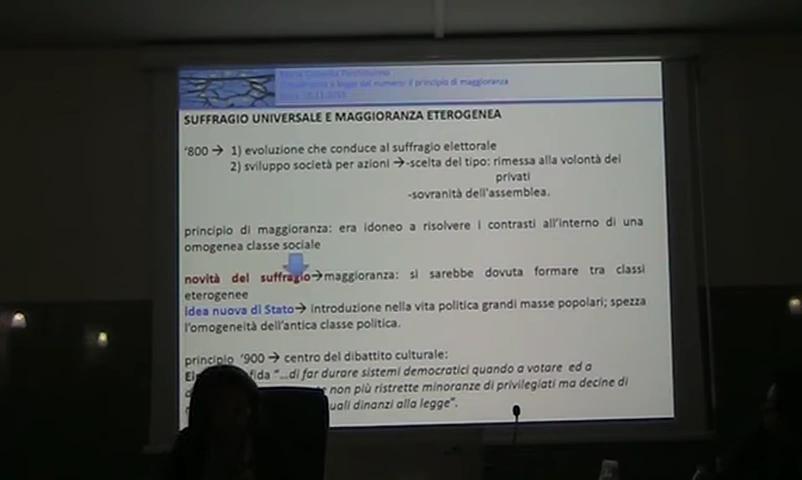 il principio di maggioranza
SUFFRAGIO UNIVERSALE E MAGGIORANZA ETEROGENEA
'800 → 1) evoluzione che conduce al suffragio elettorale
2) sviluppo società per azioni →-scelta del tipo: rimessa alla volontà dei
privati
-sovranità dell'assemblea.
principio di maggioranza: era idoneo a risolvere i contrasti all'interno di una
omogenea classe sociale
novità del suffragio→maggioranza: si sarebbe dovuta formare tra classi
eterogenee
idea nuova di Stato→ introduzione nella vita politica grandi masse popolari; spezza
l'omogeneità dell'antica classe politica.
principio '900 → centro del dibattito culturale:
fida "...di far durare sistemi democratici quando a votare ed a
non più ristrette minoranze di privilegiati ma decine di
uali dinanzi alla legge".